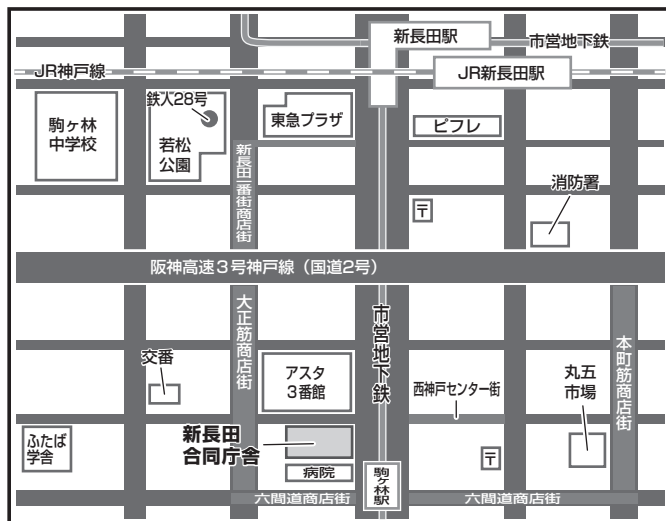 新長田駅
市営地下鉄
JR神戸線
JR新長田駅
鉄人28号
駒ヶ林
中学校
若松
公園
東急プラザ
ピフレ
新長田一番街商店街
消防署
〒
阪神高速3号神戸線（国道2号）
大正筋商店街
市営地下鉄
本町筋商店街
交番
アスタ
3番館
西神戸センター街
丸五
市場
ふたば
学舎
新長田
合同庁舎
病院
〒
駒ヶ林駅
六間道商店街
六間道商店街